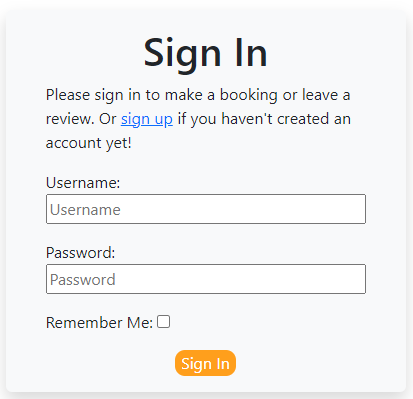 Sign In
Please sign in to make a booking or leave a
review. Or sign up if you haven't created an
account yet!
Username:
Username
Password:
Password
Remember Me:
Sign In